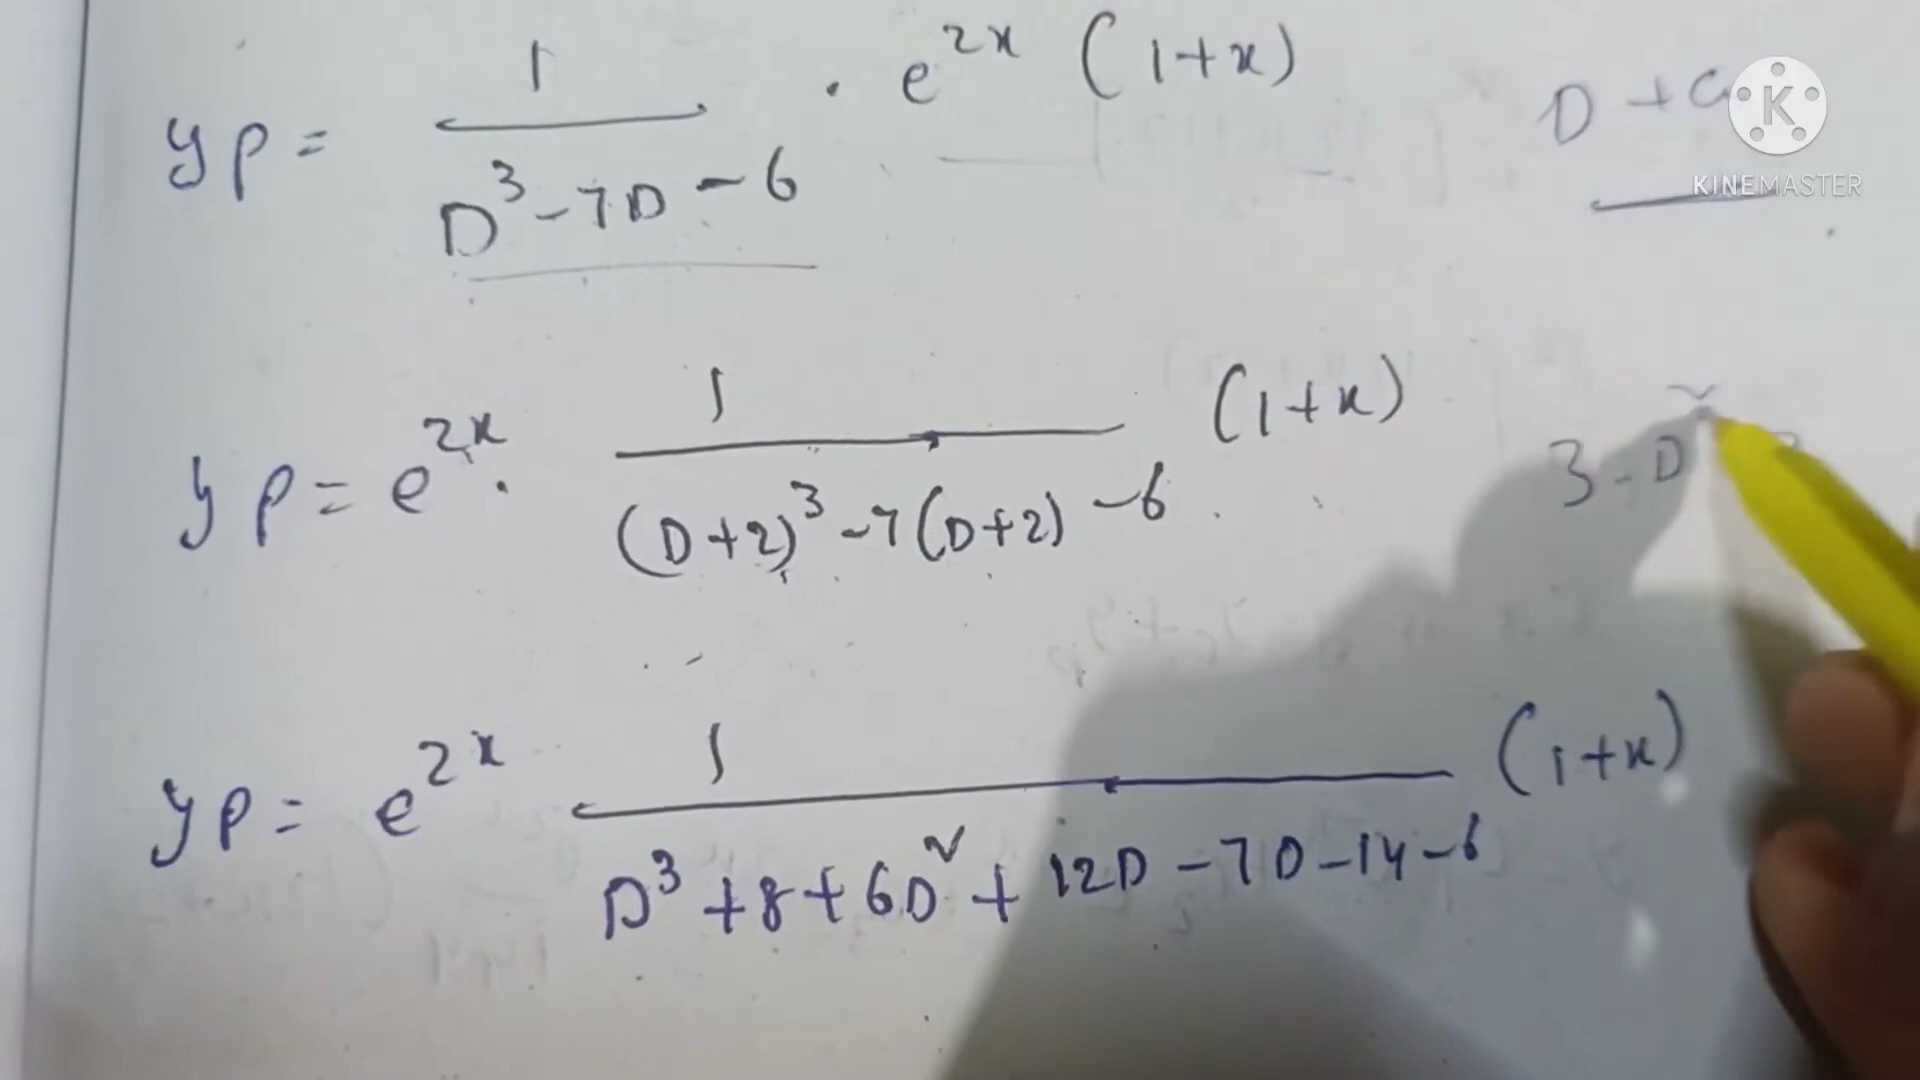 yp = 1 / D³ - 7D - 6 . e^2x (1+x)
D + a
K
KINEMASTER
yp = e^2x . 1 / (D+2)³ - 7(D+2) - 6 (1+x)
3 - D
yp = e^2x 1 / D³ + 8 + 6D² + 12D - 7D - 14 - 6 (1+x)